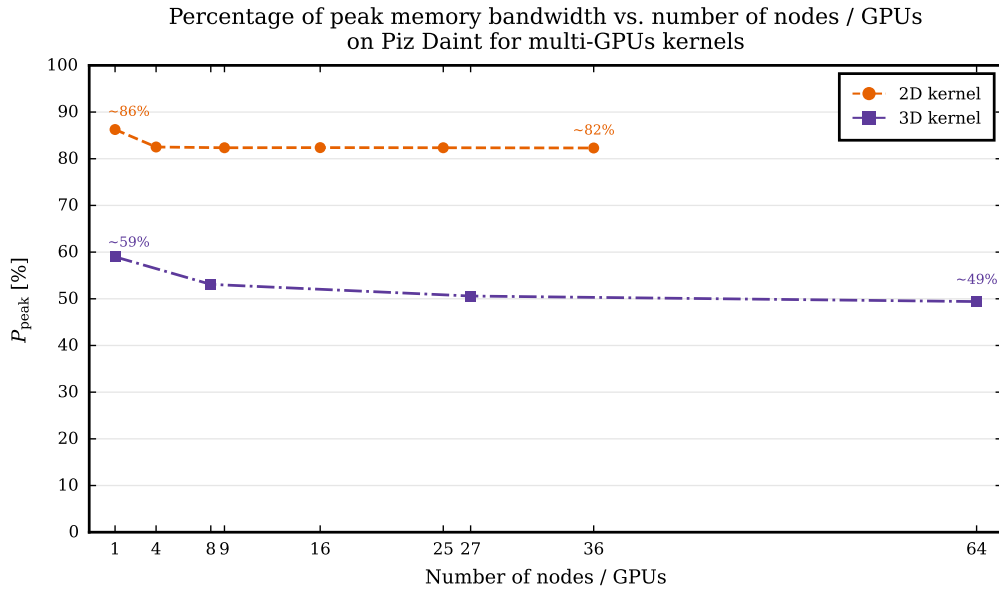 Percentage of peak memory bandwidth vs. number of nodes / GPUs
on Piz Daint for multi-GPUs kernels
100
90
80
70
60
50
40
30
20
10
0
P_peak [%]
~86%
~82%
~59%
~49%
2D kernel
3D kernel
1 4 8 9 16 25 27 36 64
Number of nodes / GPUs